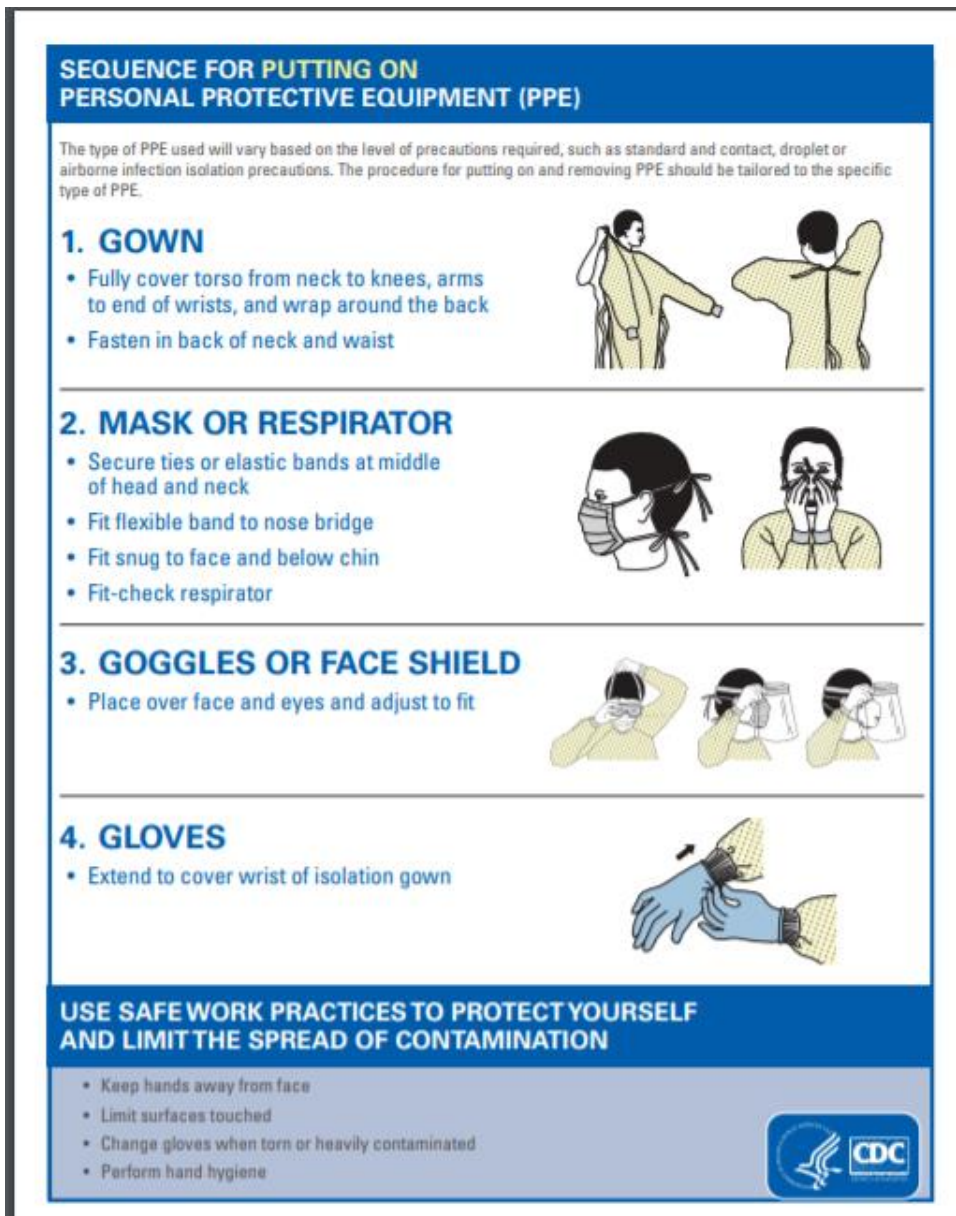 SEQUENCE FOR PUTTING ON
PERSONAL PROTECTIVE EQUIPMENT (PPE)
The type of PPE used will vary based on the level of precautions required, such as standard and contact, droplet or
airborne infection isolation precautions. The procedure for putting on and removing PPE should be tailored to the specific
type of PPE.
1. GOWN
• Fully cover torso from neck to knees, arms
to end of wrists, and wrap around the back
• Fasten in back of neck and waist
2. MASK OR RESPIRATOR
• Secure ties or elastic bands at middle
of head and neck
• Fit flexible band to nose bridge
• Fit snug to face and below chin
• Fit-check respirator
3. GOGGLES OR FACE SHIELD
• Place over face and eyes and adjust to fit
4. GLOVES
• Extend to cover wrist of isolation gown
USE SAFE WORK PRACTICES TO PROTECT YOURSELF
AND LIMIT THE SPREAD OF CONTAMINATION
• Keep hands away from face
• Limit surfaces touched
• Change gloves when torn or heavily contaminated
• Perform hand hygiene
CDC